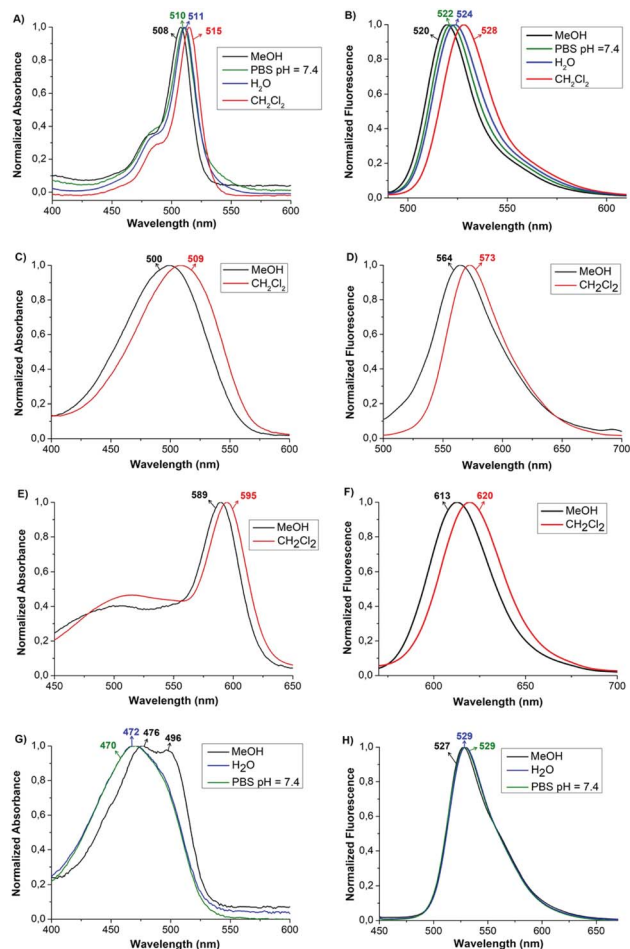 A)
508
510
511
515
MeOH
PBS pH = 7.4
H2O
CH2Cl2
Normalized Absorbance
1,0
0,8
0,6
0,4
0,2
0,0
400 450 500 550 600
Wavelength (nm)
B)
520
522
524
528
MeOH
PBS pH =7.4
H2O
CH2Cl2
Normalized Fluorescence
1,0
0,8
0,6
0,4
0,2
0,0
500 550 600
Wavelength (nm)
C)
500
509
MeOH
CH2Cl2
Normalized Absorbance
1,0
0,8
0,6
0,4
0,2
0,0
400 450 500 550 600
Wavelength (nm)
D)
564
573
MeOH
CH2Cl2
Normalized Fluorescence
1,0
0,8
0,6
0,4
0,2
0,0
500 550 600 650 700
Wavelength (nm)
E)
589
595
MeOH
CH2Cl2
Normalized Absorbance
1,0
0,8
0,6
0,4
0,2
0,0
450 500 550 600 650
Wavelength (nm)
F)
613
620
MeOH
CH2Cl2
Normalized Fluorescence
1,0
0,8
0,6
0,4
0,2
0,0
600 650 700
Wavelength (nm)
G)
470
472
476
496
MeOH
H2O
PBS pH = 7.4
Normalized Absorbance
1,0
0,8
0,6
0,4
0,2
0,0
400 450 500 550 600
Wavelength (nm)
H)
527
529
529
MeOH
H2O
PBS pH = 7.4
Normalized Fluorescence
1,0
0,8
0,6
0,4
0,2
0,0
450 500 550 600 650
Wavelength (nm)